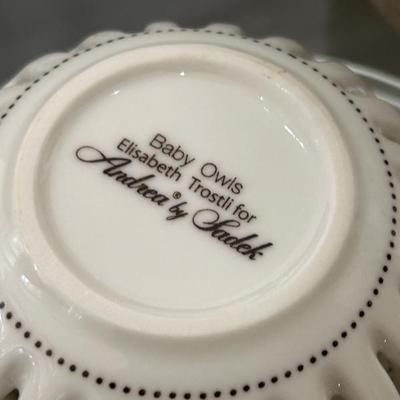 Baby Owls
Elisabeth Trostli for
Andrea® by Sadek